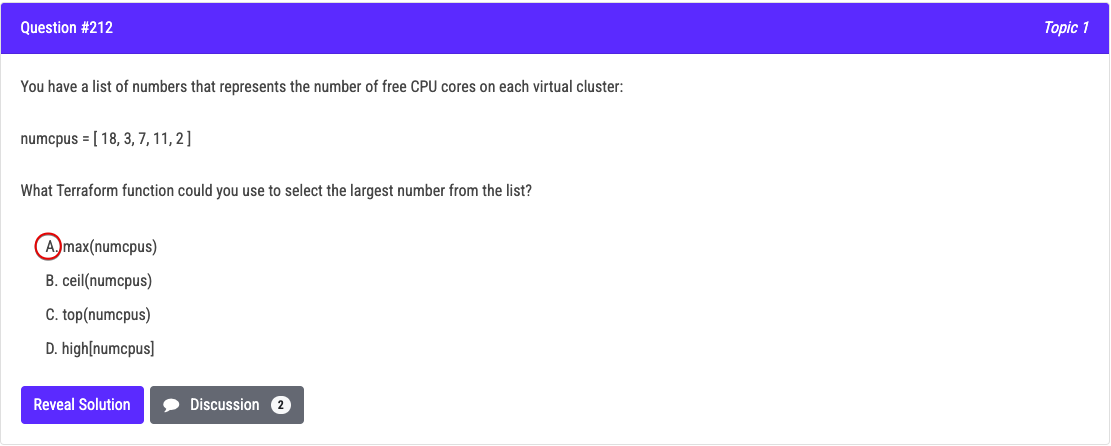 Question #212
Topic 1
You have a list of numbers that represents the number of free CPU cores on each virtual cluster:
numcpus = [ 18, 3, 7, 11, 2 ]
What Terraform function could you use to select the largest number from the list?
A. max(numcpus)
B. ceil(numcpus)
C. top(numcpus)
D. high[numcpus]
Reveal Solution
Discussion 2